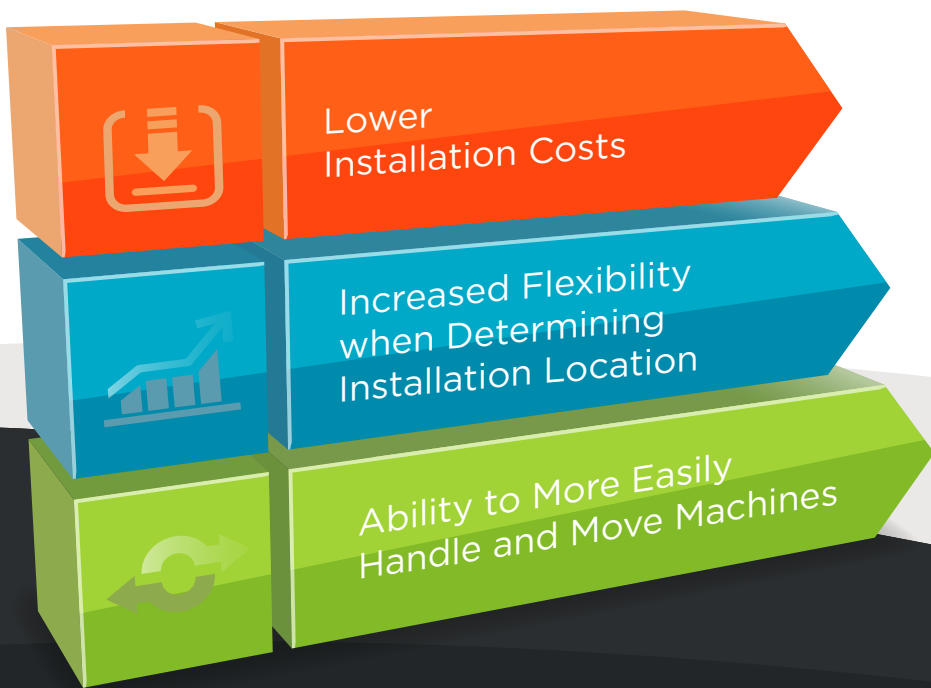 Lower
Installation Costs
Increased Flexibility
when Determining
Installation Location
Ability to More Easily
Handle and Move Machines